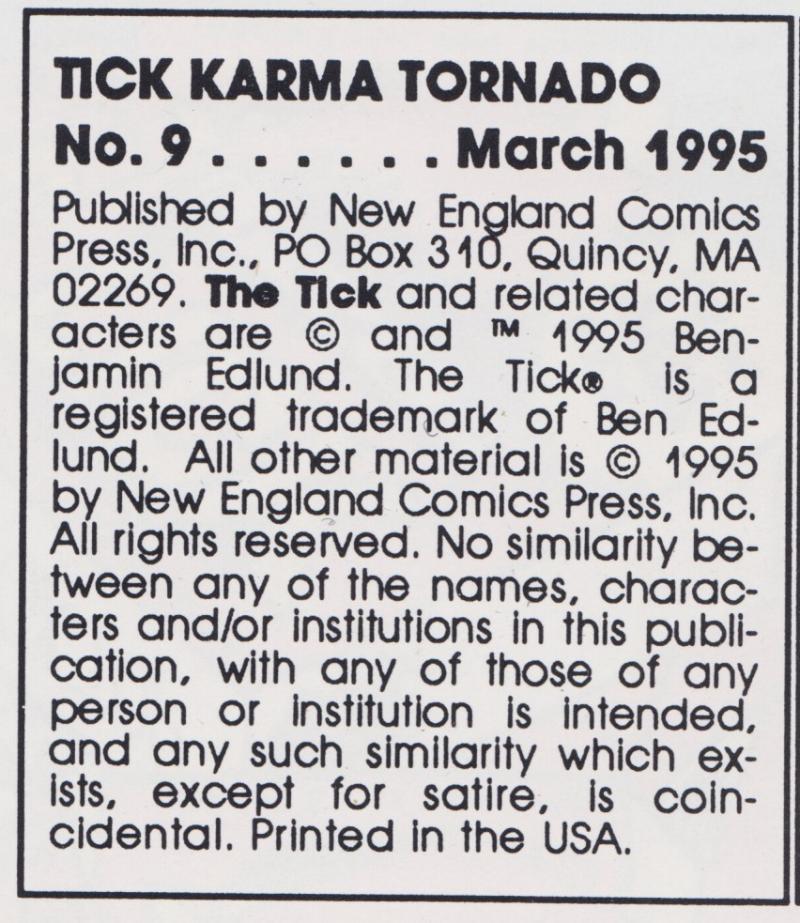 TICK KARMA TORNADO
No. 9 . . . . . . March 1995
Published by New England Comics
Press, Inc., PO Box 310, Quincy, MA
02269. The Tick and related char-
acters are © and ™ 1995 Ben-
jamin Edlund. The Tick® is a
registered trademark of Ben Ed-
lund. All other material is © 1995
by New England Comics Press, Inc.
All rights reserved. No similarity be-
tween any of the names, charac-
ters and/or institutions in this publi-
cation, with any of those of any
person or institution is intended,
and any such similarity which ex-
ists, except for satire, is coin-
cidental. Printed in the USA.